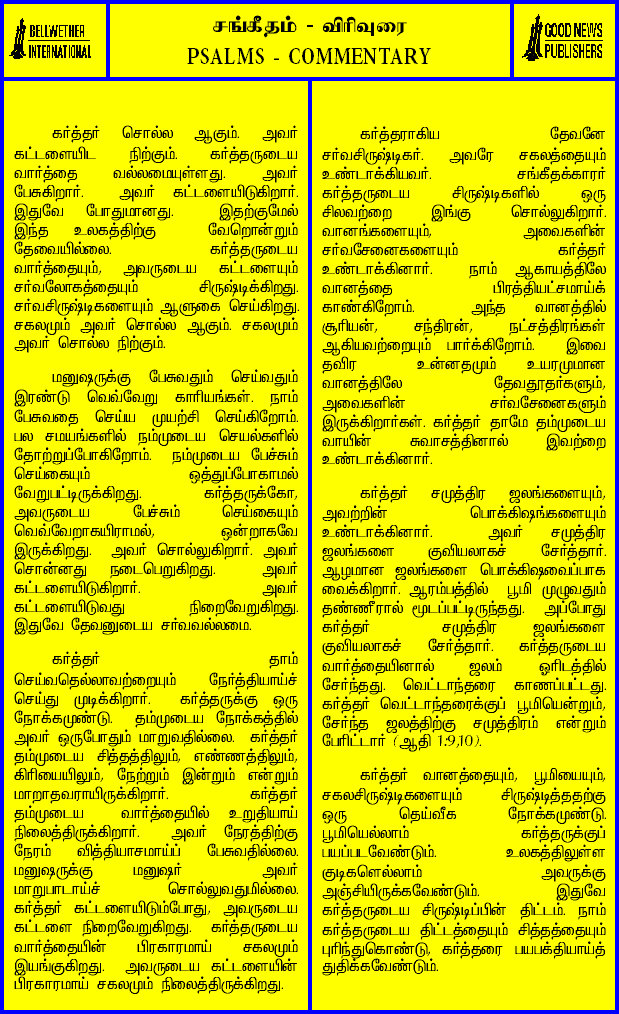 BELLWETHER
INTERNATIONAL
சங்கீதம் - விரிவுரை
PSALMS - COMMENTARY
GOOD NEWS
PUBLISHERS
கர்த்தர் சொல்ல ஆகும். அவர்
கட்டளையிட நிற்கும். கர்த்தருடைய
வார்த்தை வல்லமையுள்ளது. அவர்
பேசுகிறார். அவர் கட்டளையிடுகிறார்.
இதுவே போதுமானது. இதற்குமேல்
இந்த உலகத்திற்கு வேறொன்றும்
தேவையில்லை. கர்த்தருடைய
வார்த்தையும், அவருடைய கட்டளையும்
சர்வலோகத்தையும் சிருஷ்டிக்கிறது.
சர்வசிருஷ்டிகளையும் ஆளுகை செய்கிறது.
சகலமும் அவர் சொல்ல ஆகும். சகலமும்
அவர் சொல்ல நிற்கும்.
மனுஷருக்கு பேசுவதும் செய்வதும்
இரண்டு வெவ்வேறு காரியங்கள். நாம்
பேசுவதை செய்ய முயற்சி செய்கிறோம்.
பல சமயங்களில் நம்முடைய செயல்களில்
தோற்றுப்போகிறோம். நம்முடைய பேச்சும்
செய்கையும் ஒத்துப்போகாமல்
வேறுபட்டிருக்கிறது. கர்த்தருக்கோ,
அவருடைய பேச்சும் செய்கையும்
வெவ்வேறாகயிராமல், ஒன்றாகவே
இருக்கிறது. அவர் சொல்லுகிறார். அவர்
சொன்னது நடைபெறுகிறது. அவர்
கட்டளையிடுகிறார். அவர்
கட்டளையிடுவது நிறைவேறுகிறது.
இதுவே தேவனுடைய சர்வவல்லமை.
கர்த்தர் தாம்
செய்வதெல்லாவற்றையும் நேர்த்தியாய்ச்
செய்து முடிக்கிறார். கர்த்தருக்கு ஒரு
நோக்கமுண்டு. தம்முடைய நோக்கத்தில்
அவர் ஒருபோதும் மாறுவதில்லை. கர்த்தர்
தம்முடைய சித்தத்திலும், எண்ணத்திலும்,
கிரியையிலும், நேற்றும் இன்றும் என்றும்
மாறாதவராயிருக்கிறார். கர்த்தர்
தம்முடைய வார்த்தையில் உறுதியாய்
நிலைத்திருக்கிறார். அவர் நேரத்திற்கு
நேரம் வித்தியாசமாய்ப் பேசுவதில்லை.
மனுஷருக்கு மனுஷர் அவர்
மாறுபாடாய்ச் சொல்லுவதுமில்லை.
கர்த்தர் கட்டளையிடும்போது, அவருடைய
கட்டளை நிறைவேறுகிறது. கர்த்தருடைய
வார்த்தையின் பிரகாரமாய் சகலமும்
இயங்குகிறது. அவருடைய கட்டளையின்
பிரகாரமாய் சகலமும் நிலைத்திருக்கிறது.
கர்த்தராகிய தேவனே
சர்வசிருஷ்டிகர். அவரே சகலத்தையும்
உண்டாக்கியவர். சங்கீதக்காரர்
கர்த்தருடைய சிருஷ்டிகளில் ஒரு
சிலவற்றை இங்கு சொல்லுகிறார்.
வானங்களையும், அவைகளின்
சர்வசேனைகளையும் கர்த்தர்
உண்டாக்கினார். நாம் ஆகாயத்திலே
வானத்தை பிரத்தியட்சமாய்க்
காண்கிறோம். அந்த வானத்தில்
சூரியன், சந்திரன், நட்சத்திரங்கள்
ஆகியவற்றையும் பார்க்கிறோம். இவை
தவிர உன்னதமும் உயரமுமான
வானத்திலே தேவதூதர்களும்,
அவைகளின் சர்வசேனைகளும்
இருக்கிறார்கள். கர்த்தர் தாமே தம்முடைய
வாயின் சுவாசத்தினால் இவற்றை
உண்டாக்கினார்.
கர்த்தர் சமுத்திர ஜலங்களையும்,
அவற்றின் பொக்கிஷங்களையும்
உண்டாக்கினார். அவர் சமுத்திர
ஜலங்களை குவியலாகச் சேர்த்தார்.
ஆழமான ஜலங்களை பொக்கிஷவைப்பாக
வைக்கிறார். ஆரம்பத்தில் பூமி முழுவதும்
தண்ணீரால் மூடப்பட்டிருந்தது. அப்போது
கர்த்தர் சமுத்திர ஜலங்களை
குவியலாகச் சேர்த்தார். கர்த்தருடைய
வார்த்தையினால் ஜலம் ஓரிடத்தில்
சேர்ந்தது. வெட்டாந்தரை காணப்பட்டது.
கர்த்தர் வெட்டாந்தரைக்குப் பூமியென்றும்,
சேர்ந்த ஜலத்திற்கு சமுத்திரம் என்றும்
பேரிட்டார் (ஆதி 1:9,10).
கர்த்தர் வானத்தையும், பூமியையும்,
சகலசிருஷ்டிகளையும் சிருஷ்டித்ததற்கு
ஒரு தெய்வீக நோக்கமுண்டு.
பூமியெல்லாம் கர்த்தருக்குப்
பயப்படவேண்டும். உலகத்திலுள்ள
குடிகளெல்லாம் அவருக்கு
அஞ்சியிருக்கவேண்டும். இதுவே
கர்த்தருடைய சிருஷ்டிப்பின் திட்டம். நாம்
கர்த்தருடைய திட்டத்தையும் சித்தத்தையும்
புரிந்துகொண்டு, கர்த்தரை பயபக்தியாய்த்
துதிக்கவேண்டும்.